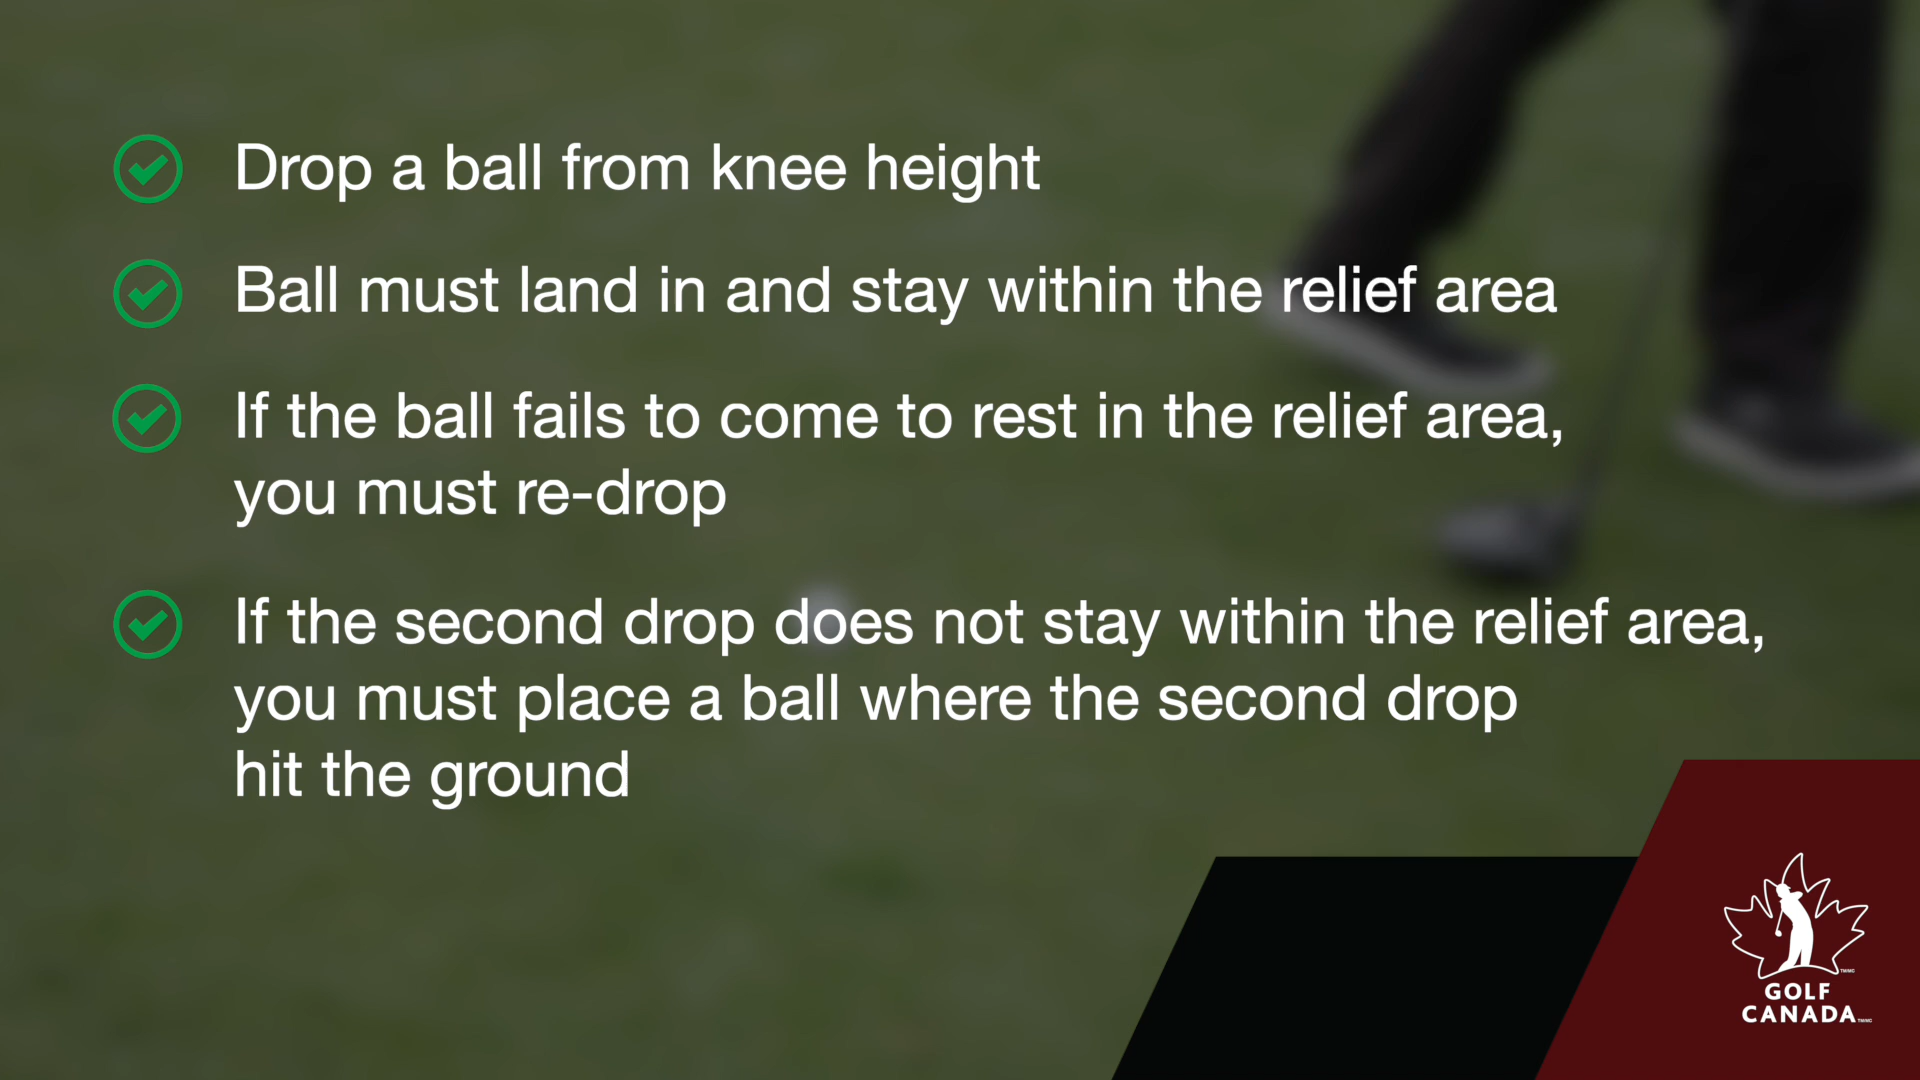 Drop a ball from knee height
Ball must land in and stay within the relief area
If the ball fails to come to rest in the relief area,
you must re-drop
If the second drop does not stay within the relief area,
you must place a ball where the second drop
hit the ground
GOLF
CANADA